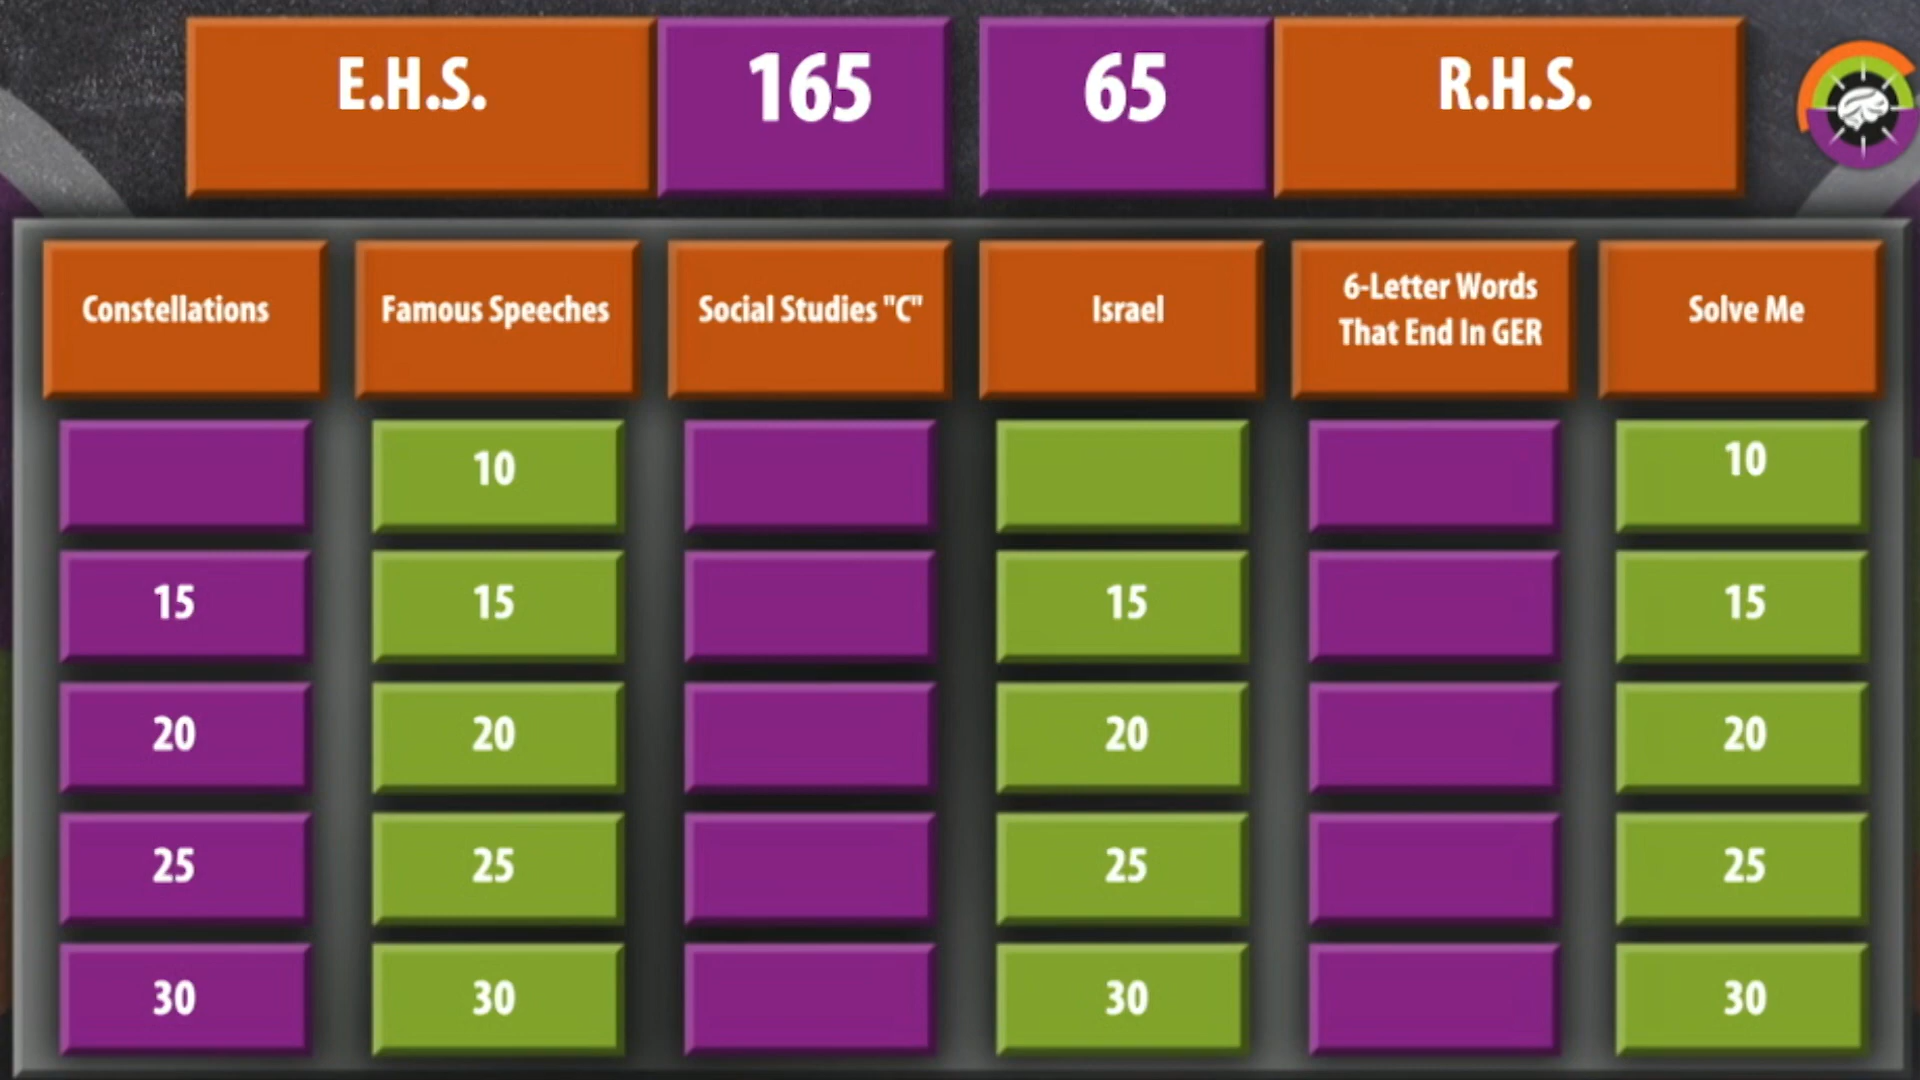 E.H.S. 165 65 R.H.S.
Constellations Famous Speeches Social Studies "C" Israel 6-Letter Words That End In GER Solve Me
10 10
15 15 15 15
20 20 20 20
25 25 25 25
30 30 30 30